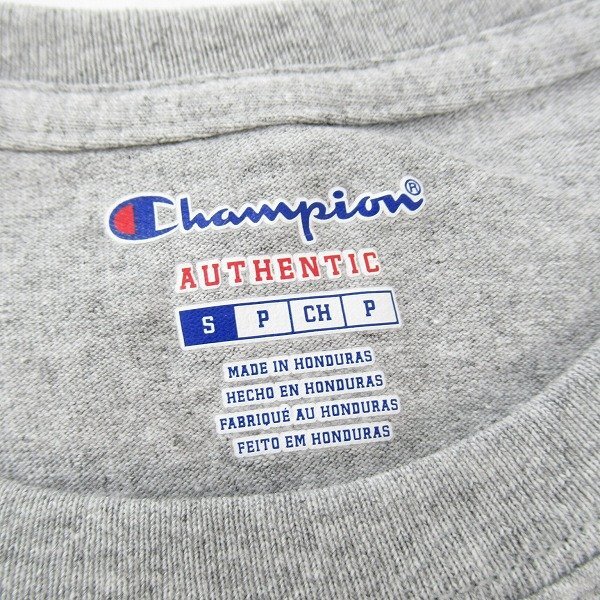 Champion®
AUTHENTIC
S P CH P
MADE IN HONDURAS
HECHO EN HONDURAS
FABRIQUÉ AU HONDURAS
FEITO EM HONDURAS